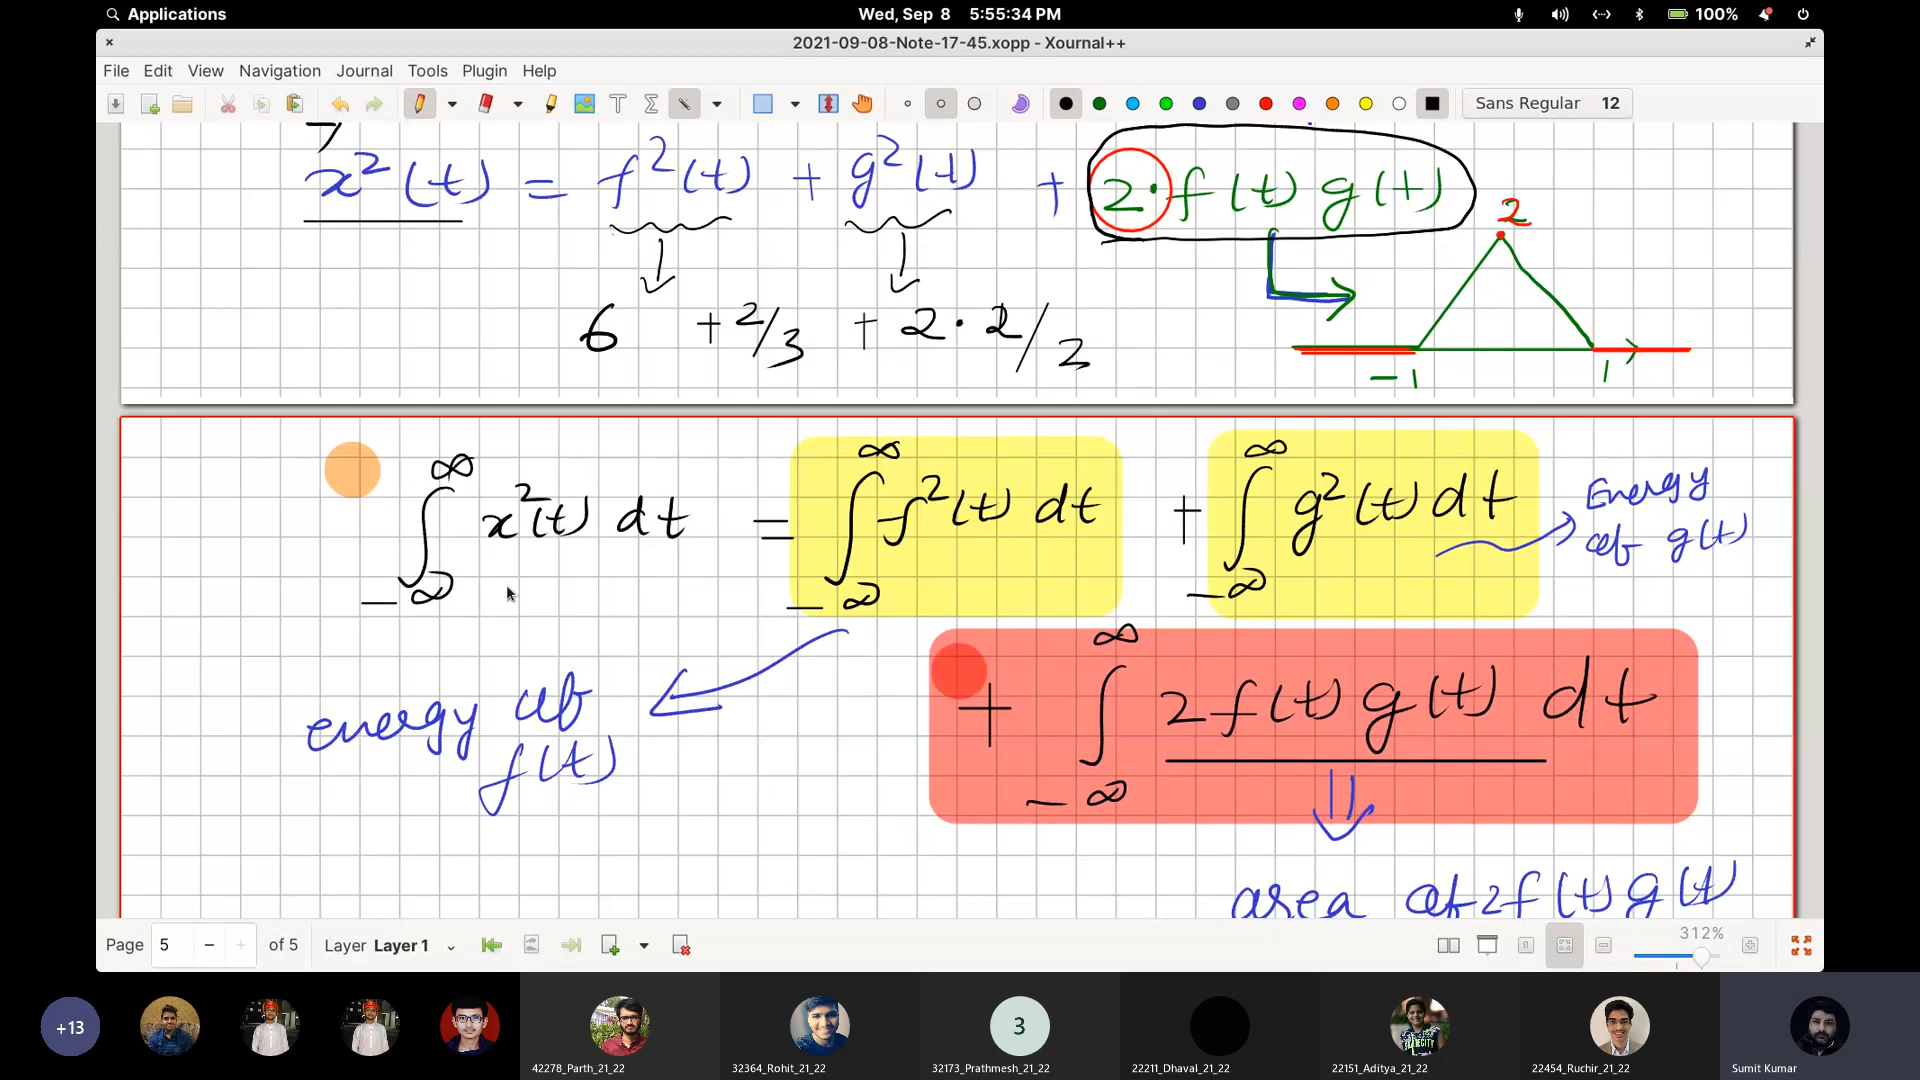 Applications
Wed, Sep 8 5:55:34 PM
100%
2021-09-08-Note-17-45.xopp - Xournal++
File Edit View Navigation Journal Tools Plugin Help
Sans Regular 12
x²(t) = f²(t) + g²(t) + 2·f(t) g(t)
2
6 + 2/3 + 2·2/2
-1 1
∫_{-∞}^{∞} x²(t) dt = ∫_{-∞}^{∞} f²(t) dt + ∫_{-∞}^{∞} g²(t) dt
Energy
of g(t)
+ ∫_{-∞}^{∞} 2f(t) g(t) dt
energy of
f(t)
area of 2f(t) g(t)
Page 5 of 5 Layer Layer 1
312%
+13
3
42278_Parth_21_22
32364_Rohit_21_22
32173_Prathmesh_21_22
22211_Dhaval_21_22
22151_Aditya_21_22
22454_Ruchir_21_22
Sumit Kumar